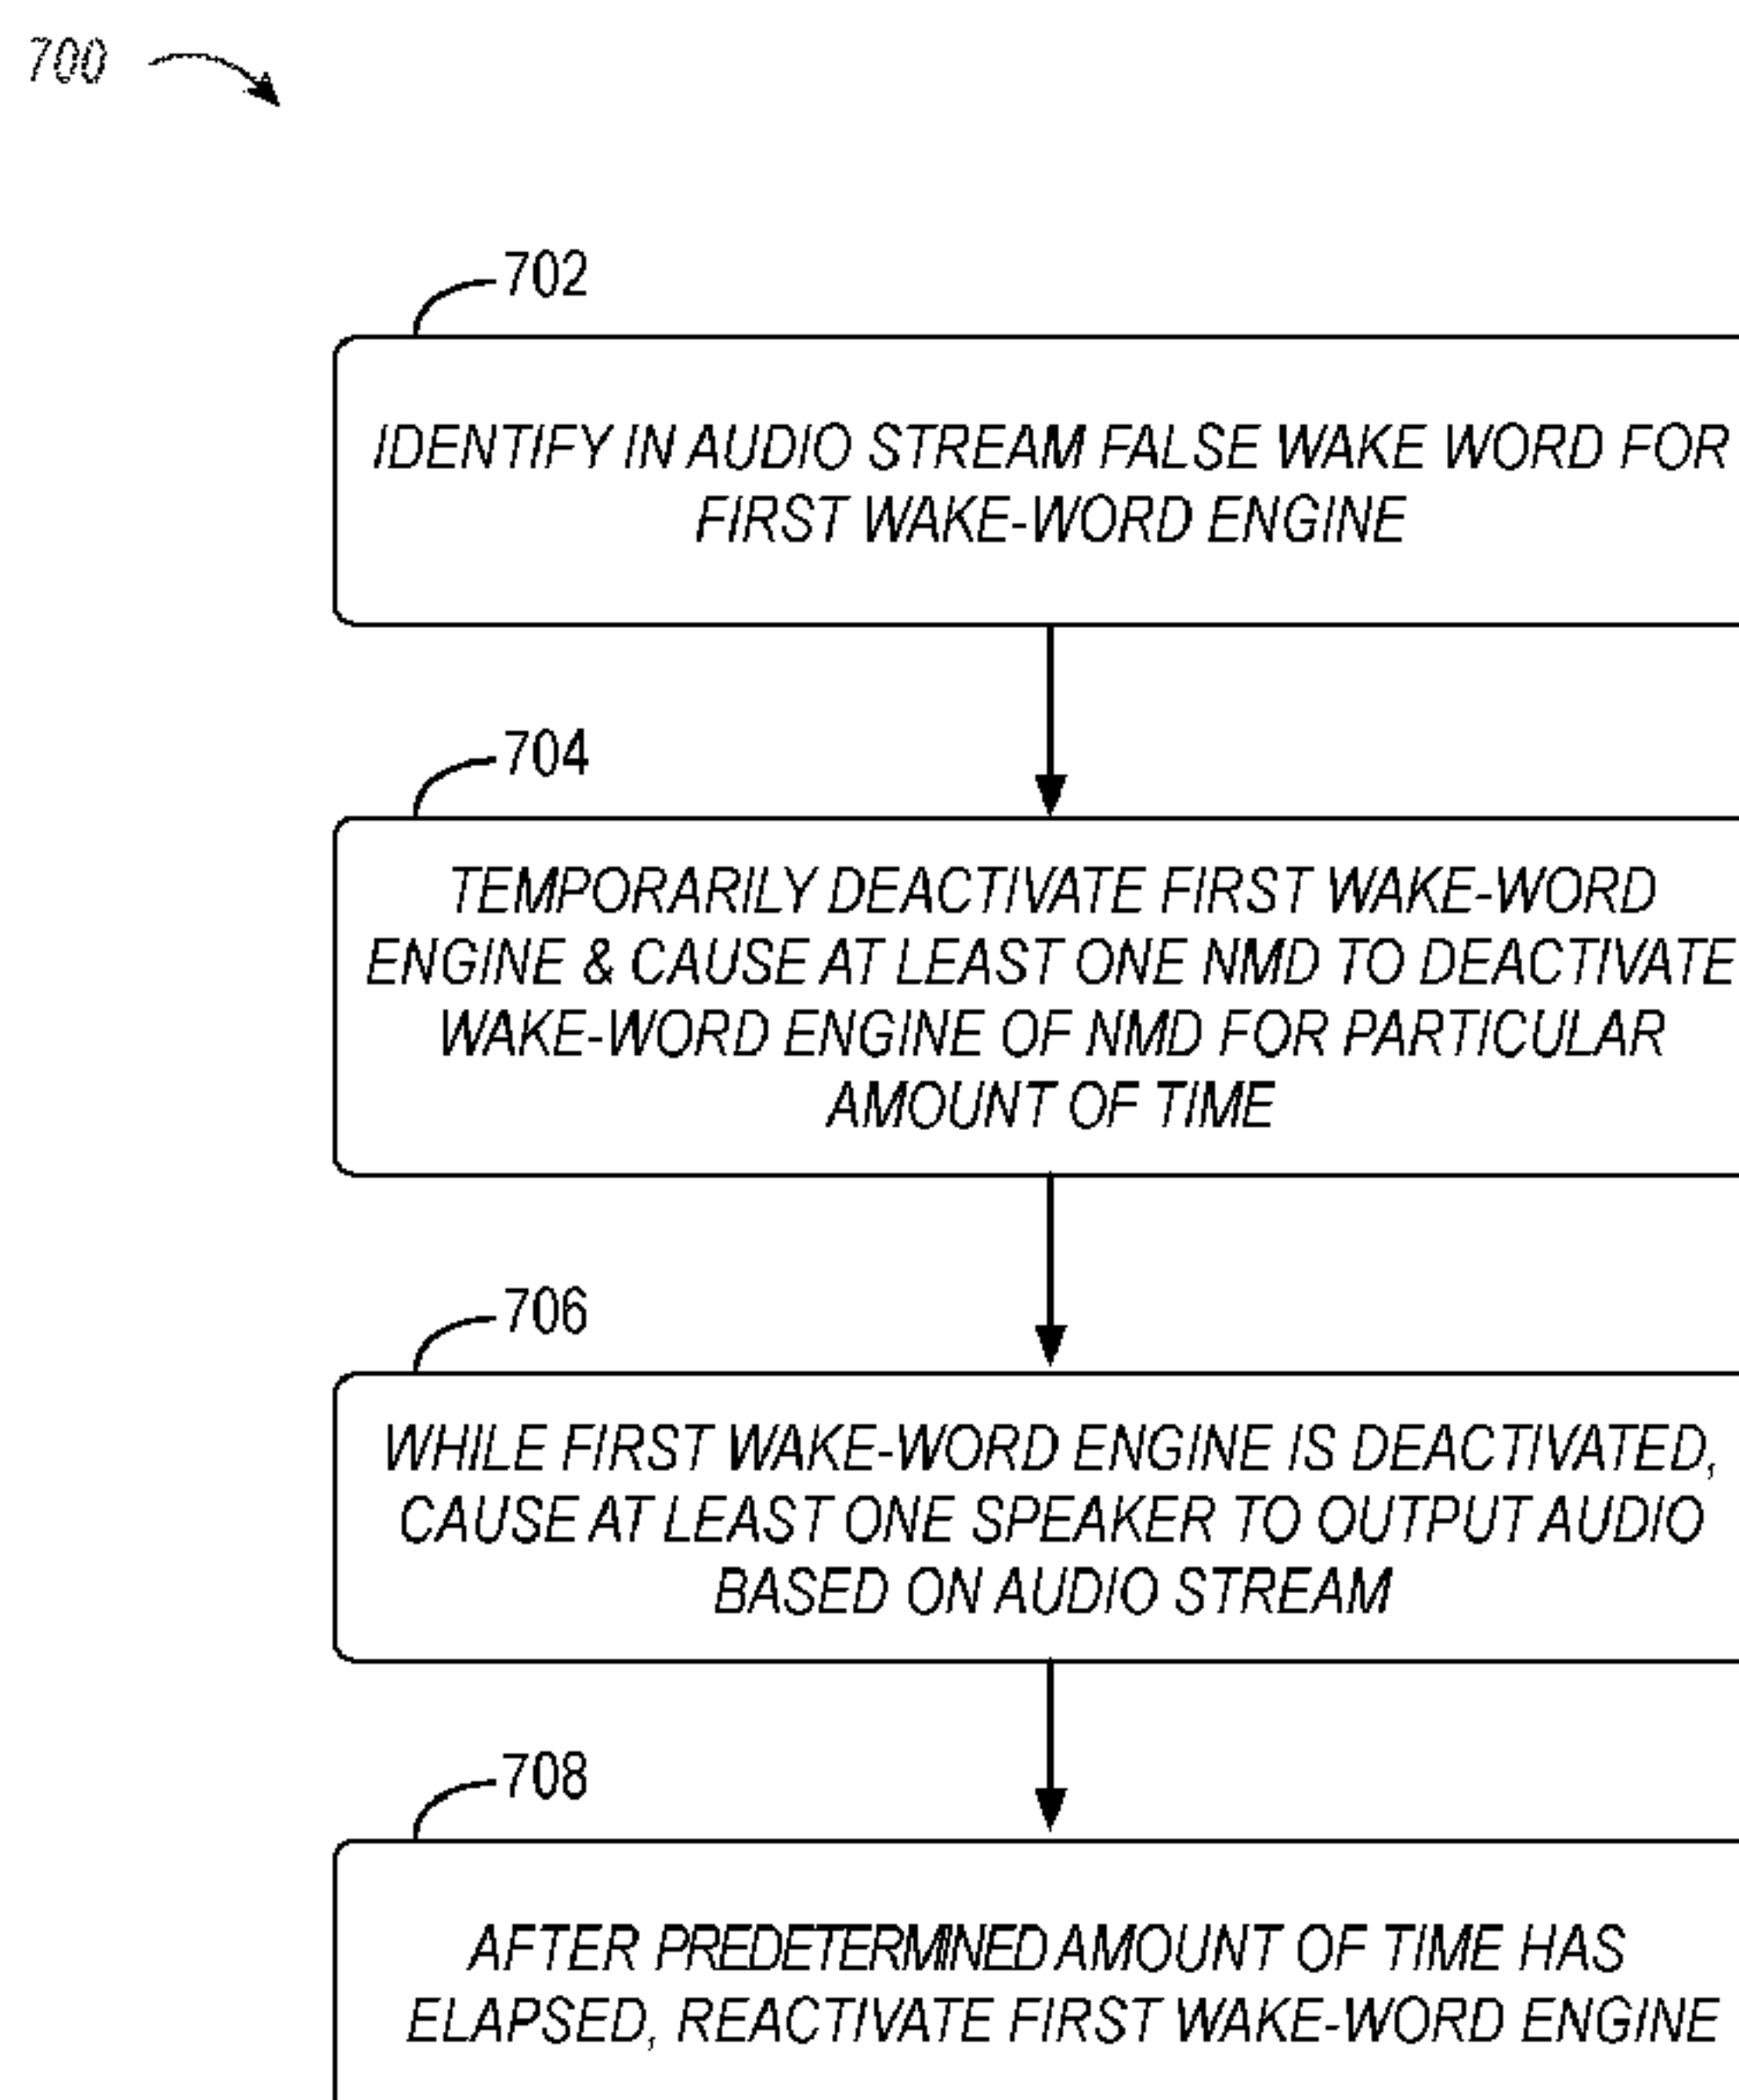 700
702
IDENTIFY IN AUDIO STREAM FALSE WAKE WORD FOR
FIRST WAKE-WORD ENGINE
704
TEMPORARILY DEACTIVATE FIRST WAKE-WORD
ENGINE & CAUSE AT LEAST ONE NMD TO DEACTIVATE
WAKE-WORD ENGINE OF NMD FOR PARTICULAR
AMOUNT OF TIME
706
WHILE FIRST WAKE-WORD ENGINE IS DEACTIVATED,
CAUSE AT LEAST ONE SPEAKER TO OUTPUT AUDIO
BASED ON AUDIO STREAM
708
AFTER PREDETERMINED AMOUNT OF TIME HAS
ELAPSED, REACTIVATE FIRST WAKE-WORD ENGINE